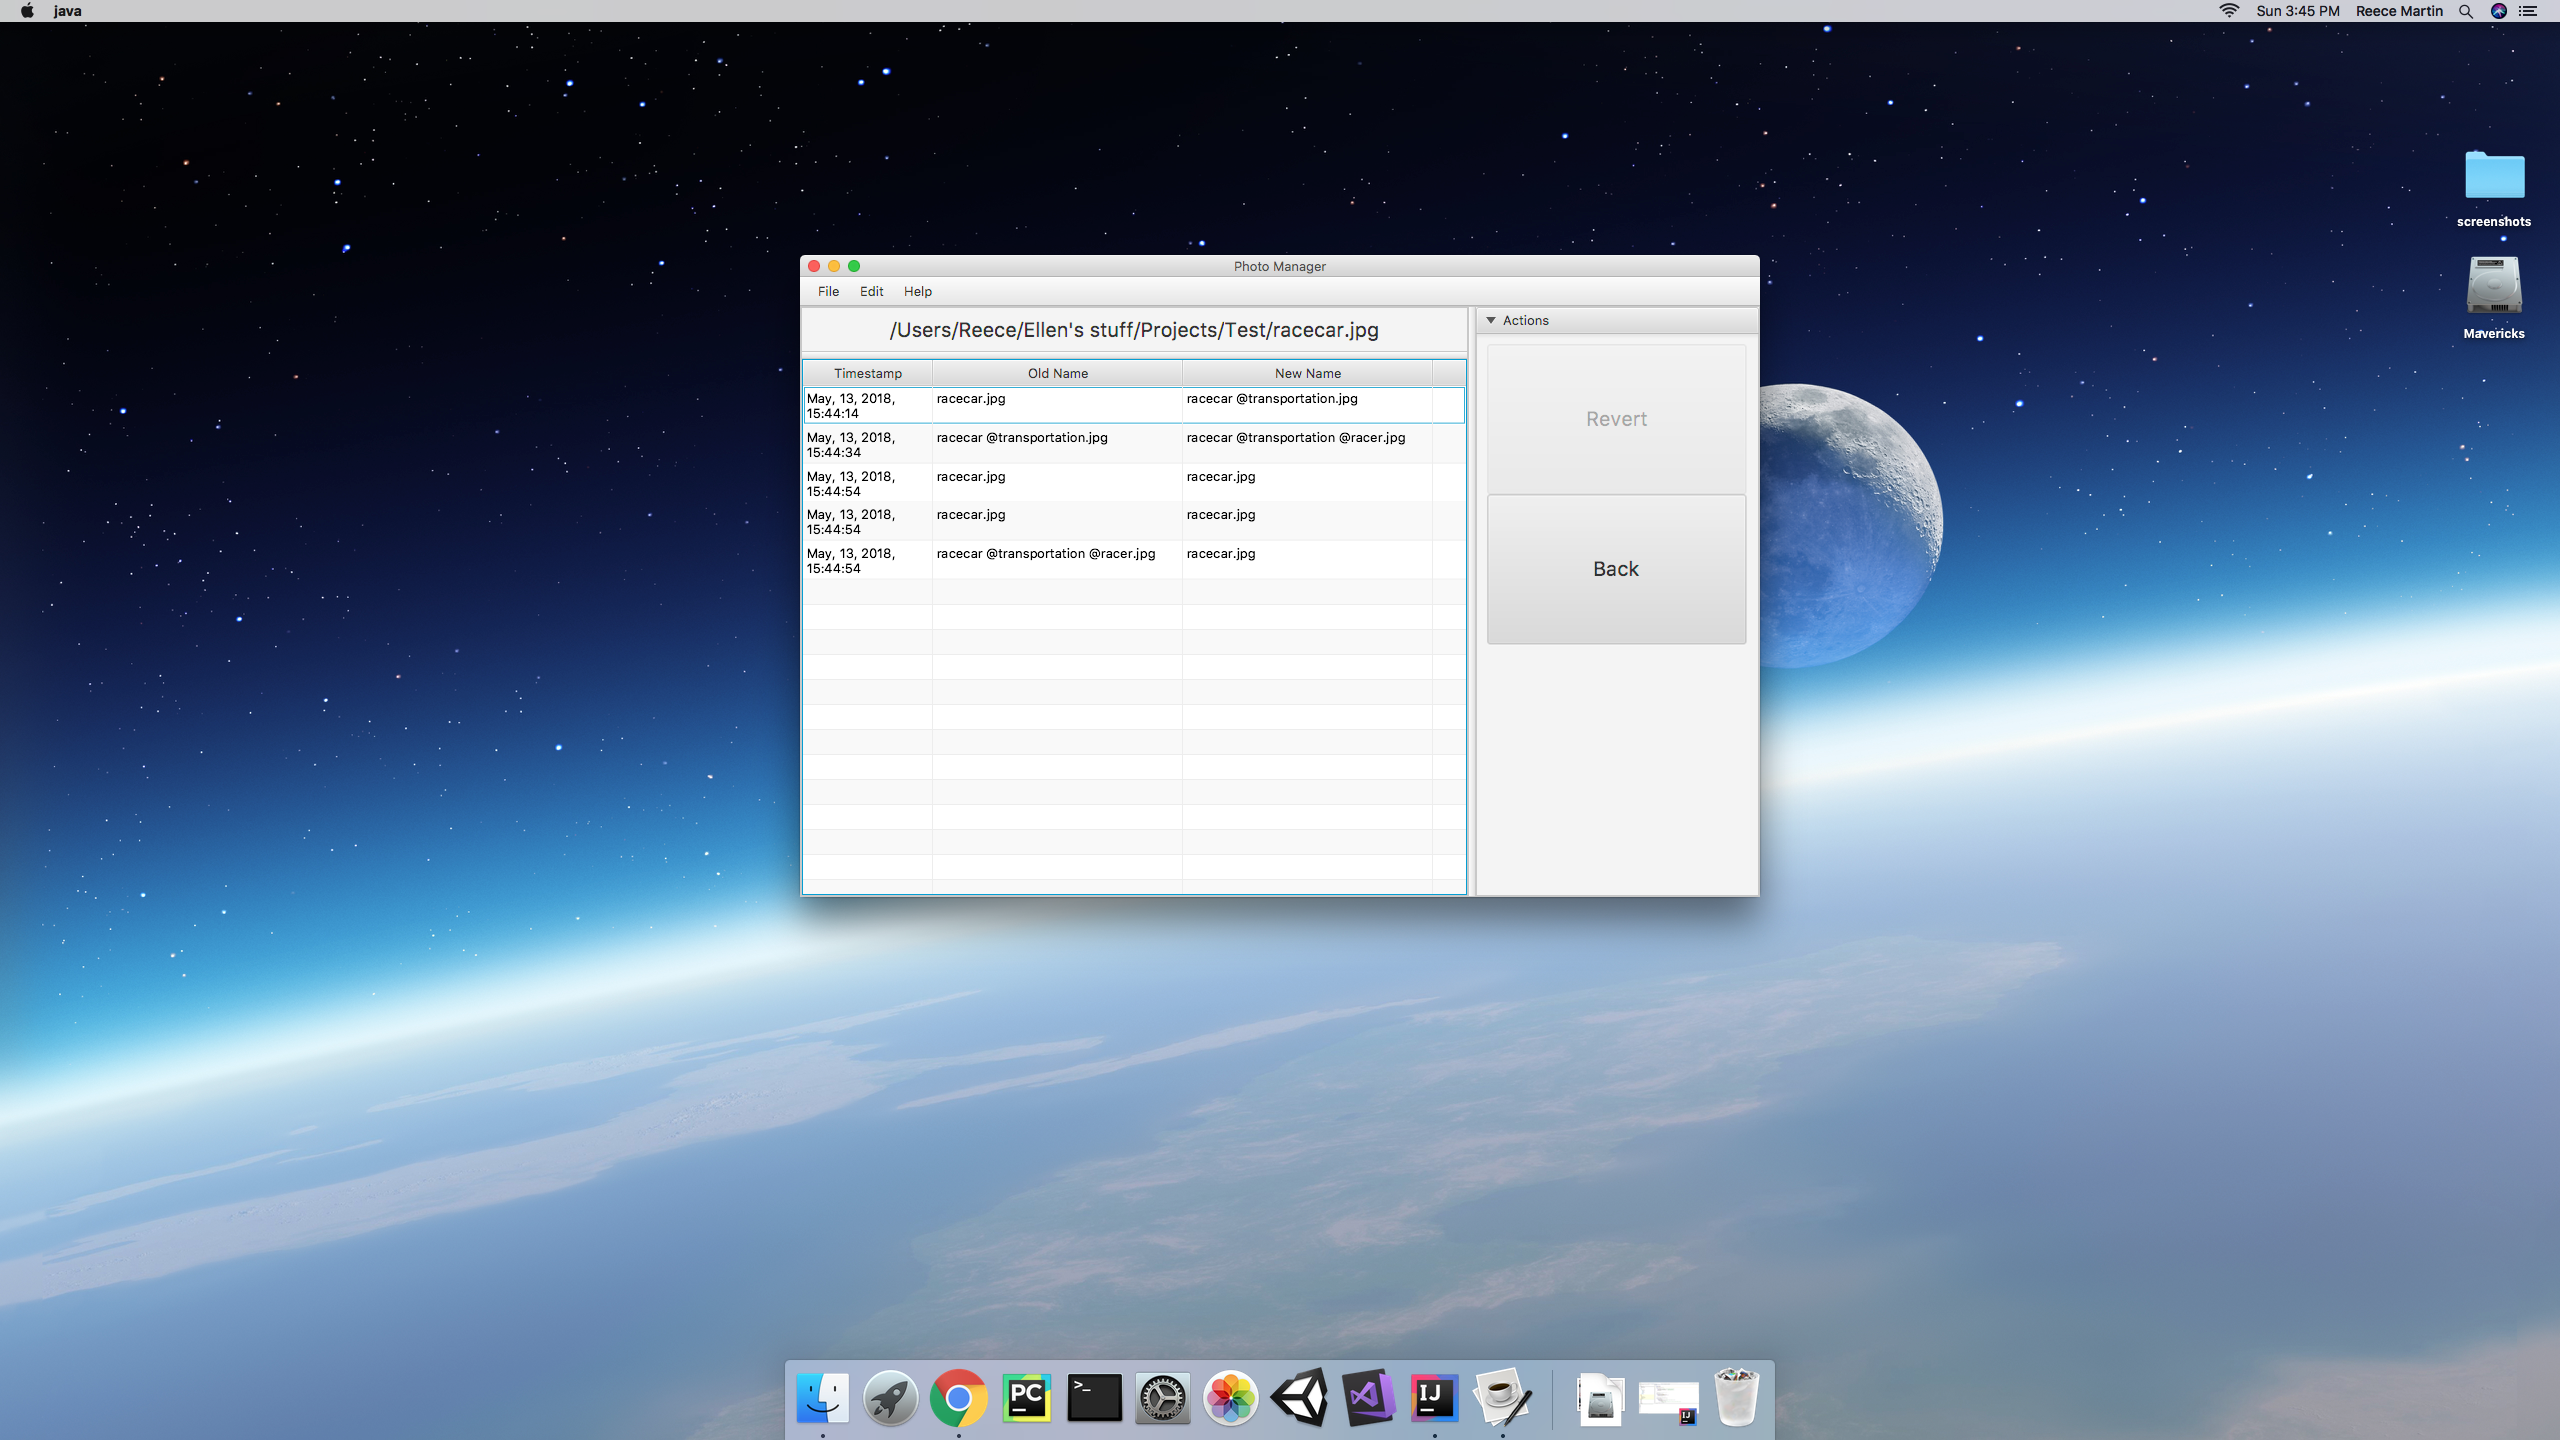 java
Sun 3:45 PM Reece Martin
screenshots
Mavericks
Photo Manager
File Edit Help
/Users/Reece/Ellen's stuff/Projects/Test/racecar.jpg
Timestamp Old Name New Name
May, 13, 2018, racecar.jpg racecar @transportation.jpg
15:44:14
May, 13, 2018, racecar @transportation.jpg racecar @transportation @racer.jpg
15:44:34
May, 13, 2018, racecar.jpg racecar.jpg
15:44:54
May, 13, 2018, racecar.jpg racecar.jpg
15:44:54
May, 13, 2018, racecar @transportation @racer.jpg racecar.jpg
15:44:54
Actions
Revert
Back
PC
>_
IJ
IJ